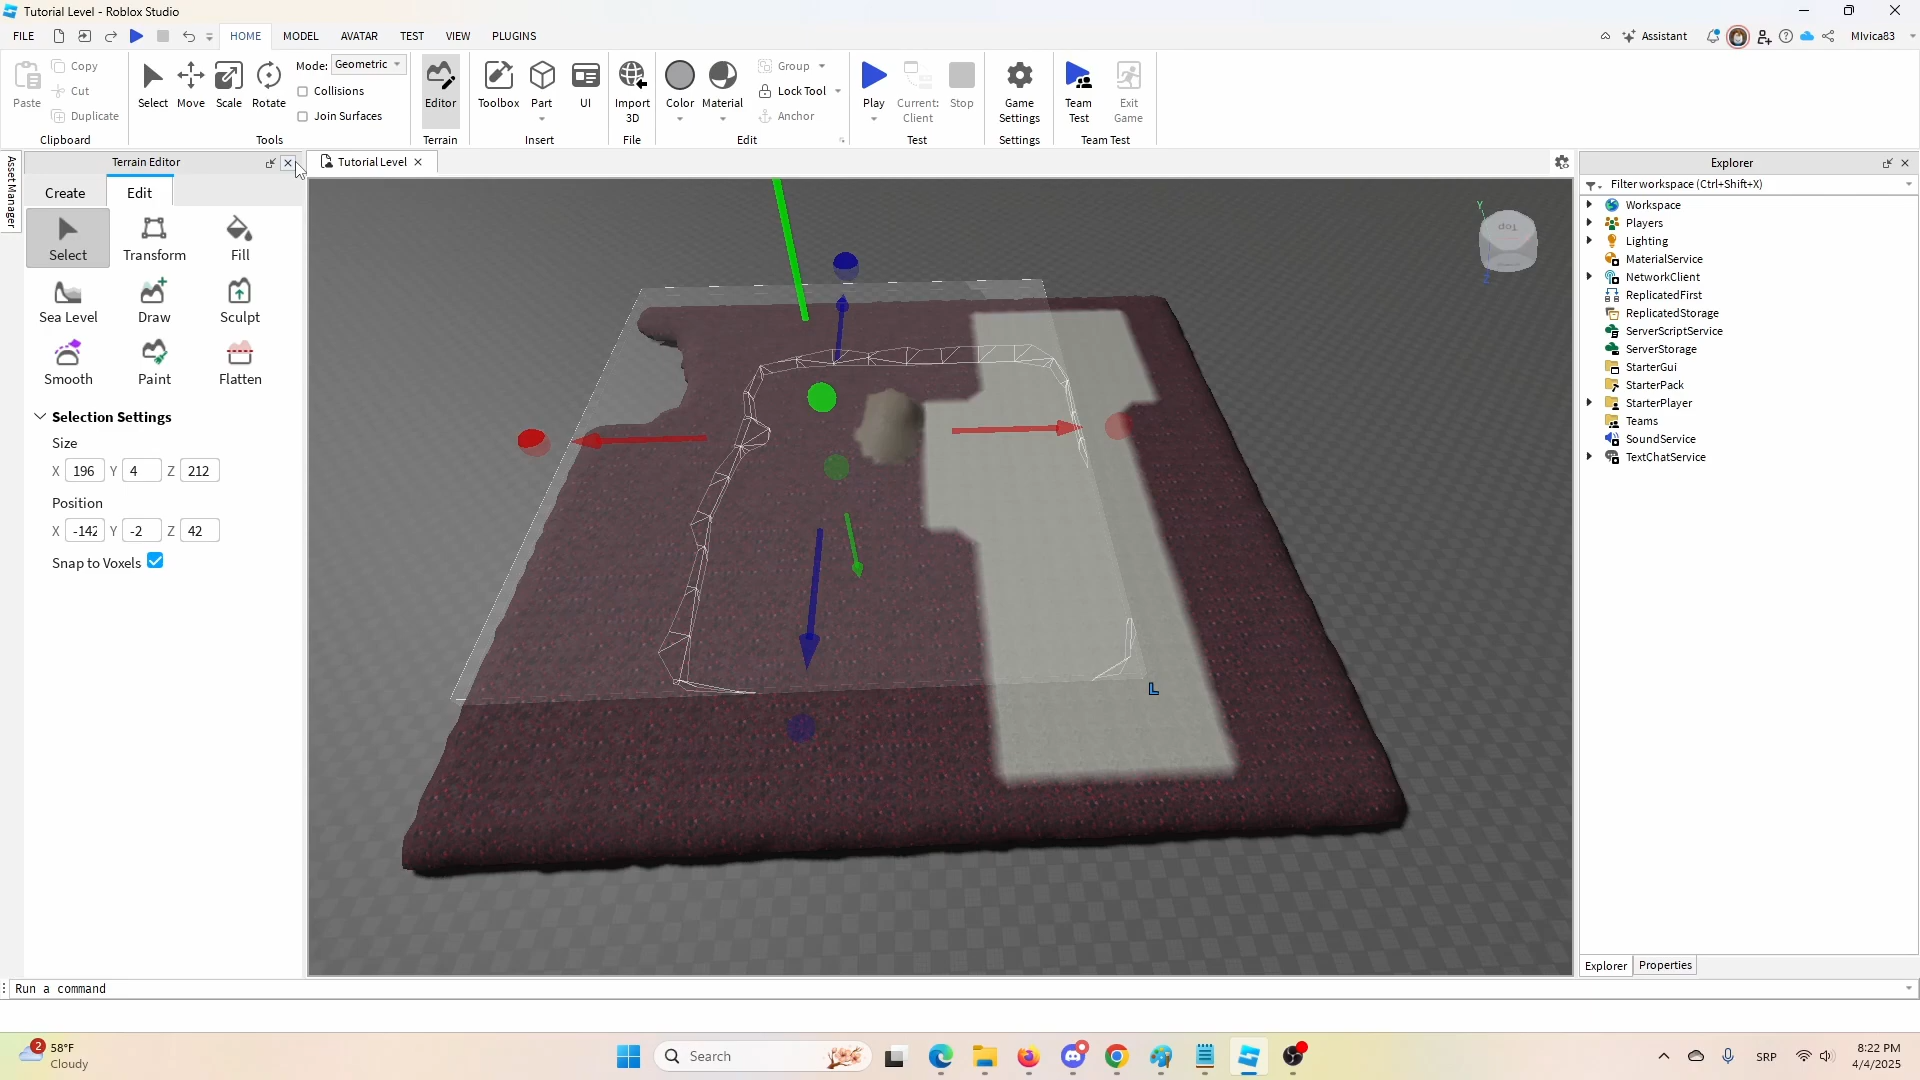 Tutorial Level - Roblox Studio
FILE HOME MODEL AVATAR TEST VIEW PLUGINS Assistant MIvica83
Paste Copy Cut Duplicate Clipboard
Select Move Scale Rotate Mode: Geometric Collisions Join Surfaces Tools
Editor Terrain
Toolbox Part UI Insert
Import 3D File
Color Material Group Lock Tool Anchor Edit
Play Current: Client Stop Test
Game Settings Settings
Team Test Exit Game Team Test
Asset Manager
Terrain Editor
Create Edit
Select Transform Fill
Sea Level Draw Sculpt
Smooth Paint Flatten
Selection Settings
Size
X 196 Y 4 Z 212
Position
X -142 Y -2 Z 42
Snap to Voxels
Tutorial Level
Y
Top
Z
L
Explorer
Filter workspace (Ctrl+Shift+X)
Workspace
Players
Lighting
MaterialService
NetworkClient
ReplicatedFirst
ReplicatedStorage
ServerScriptService
ServerStorage
StarterGui
StarterPack
StarterPlayer
Teams
SoundService
TextChatService
Explorer Properties
Run a command
2
58°F
Cloudy
Search
SRP
8:22 PM
4/4/2025